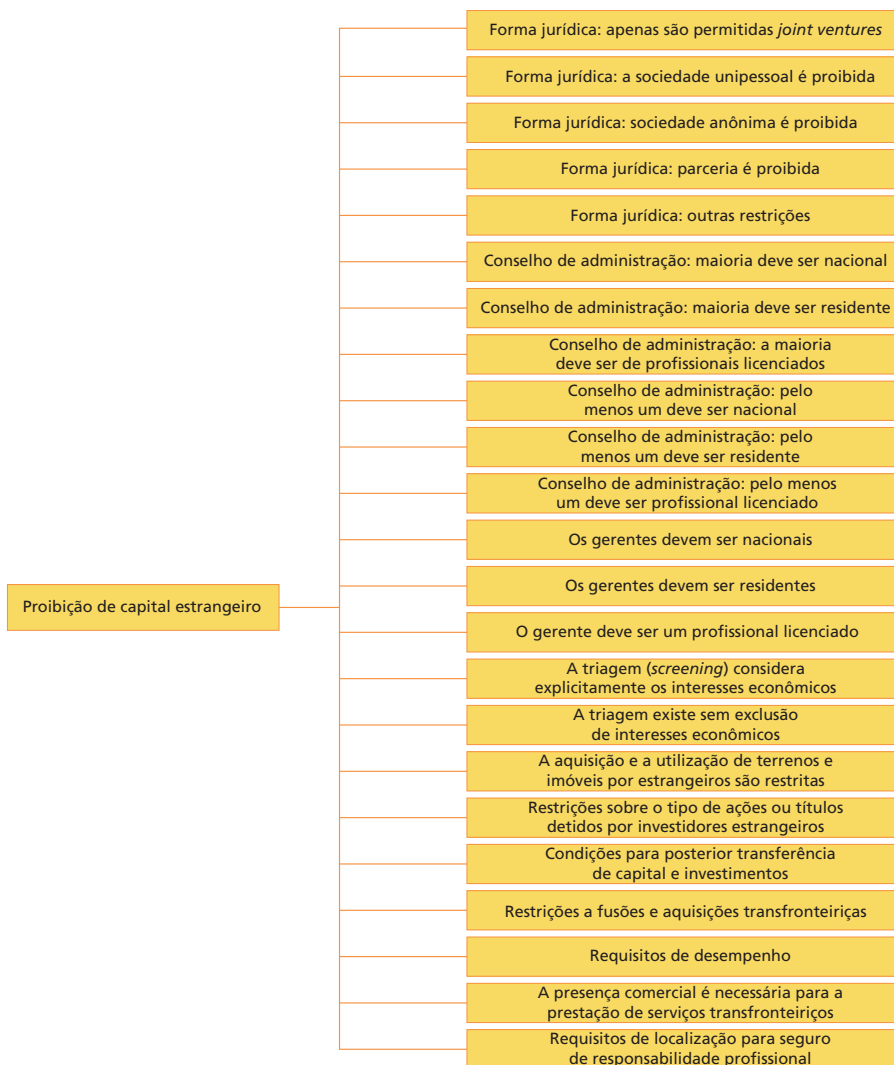 Forma jurídica: apenas são permitidas joint ventures
Forma jurídica: a sociedade unipessoal é proibida
Forma jurídica: sociedade anônima é proibida
Forma jurídica: parceria é proibida
Forma jurídica: outras restrições
Conselho de administração: maioria deve ser nacional
Conselho de administração: maioria deve ser residente
Conselho de administração: a maioria
deve ser de profissionais licenciados
Conselho de administração: pelo
menos um deve ser nacional
Conselho de administração: pelo
menos um deve ser residente
Conselho de administração: pelo menos
um deve ser profissional licenciado
Os gerentes devem ser nacionais
Os gerentes devem ser residentes
Proibição de capital estrangeiro
O gerente deve ser um profissional licenciado
A triagem (screening) considera
explicitamente os interesses econômicos
A triagem existe sem exclusão
de interesses econômicos
A aquisição e a utilização de terrenos e
imóveis por estrangeiros são restritas
Restrições sobre o tipo de ações ou títulos
detidos por investidores estrangeiros
Condições para posterior transferência
de capital e investimentos
Restrições a fusões e aquisições transfronteiriças
Requisitos de desempenho
A presença comercial é necessária para a
prestação de serviços transfronteiriços
Requisitos de localização para seguro
de responsabilidade profissional